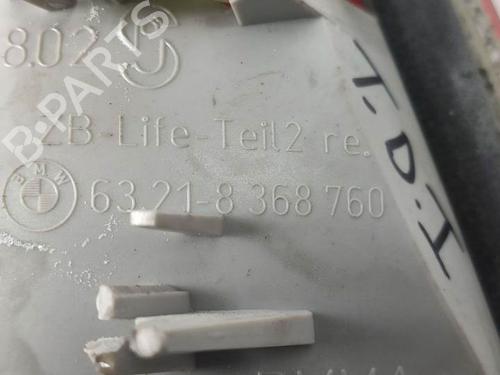 8.02
ZB Life-Teil2 re.
BMW 63.21-8 368 760
T.D.I
B-PARTS